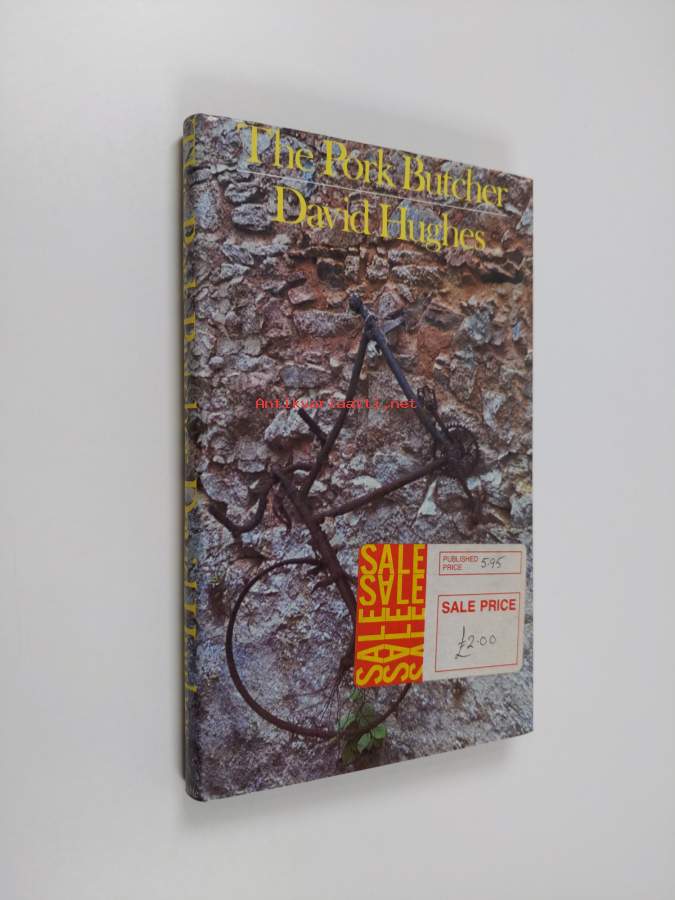 The Pork Butcher
David Hughes
Antikvariaatti.net
SALE
SALE
SALE
SALE
SALE
PUBLISHED
PRICE 5.95
SALE PRICE
£2.00